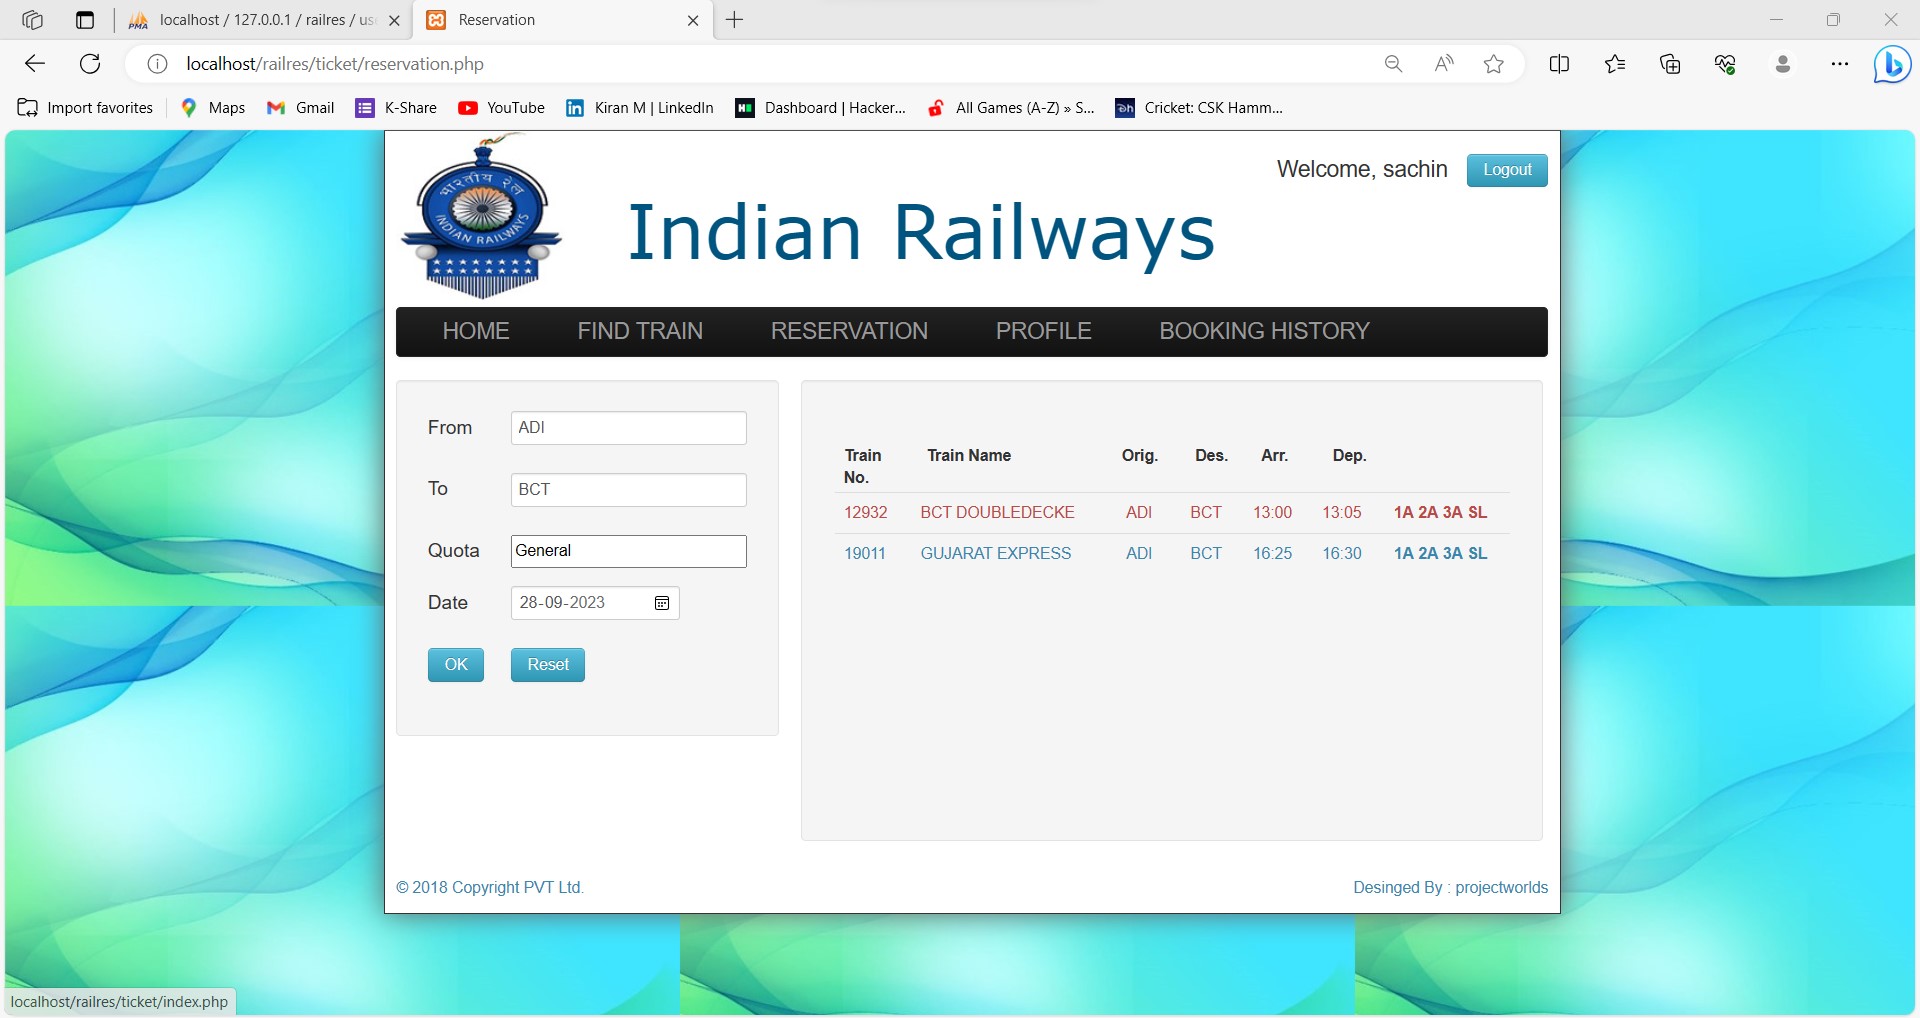 localhost / 127.0.0.1 / railres / us
Reservation
localhost/railres/ticket/reservation.php
Import favorites
Maps
Gmail
K-Share
YouTube
Kiran M | LinkedIn
Dashboard | Hacker...
All Games (A-Z) » S...
Cricket: CSK Hamm...
भारतीय रेल
INDIAN RAILWAYS
Welcome, sachin
Logout
Indian Railways
HOME FIND TRAIN RESERVATION PROFILE BOOKING HISTORY
From ADI
To BCT
Quota General
Date 28-09-2023
OK Reset
Train No. Train Name Orig. Des. Arr. Dep.
12932 BCT DOUBLEDECKE ADI BCT 13:00 13:05 1A 2A 3A SL
19011 GUJARAT EXPRESS ADI BCT 16:25 16:30 1A 2A 3A SL
© 2018 Copyright PVT Ltd.
Desinged By : projectworlds
localhost/railres/ticket/index.php